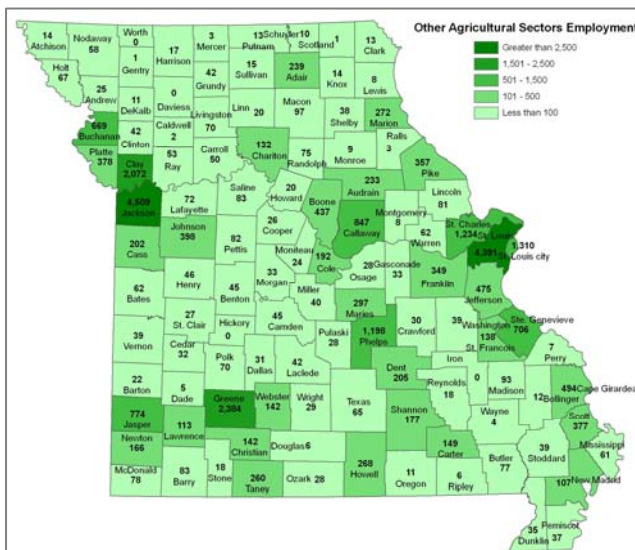 Other Agricultural Sectors Employment
Greater than 2,500
1,501 - 2,500
501 - 1,500
101 - 500
Less than 100
14
Atchison
Nodaway
58
Worth
0
17
Harrison
3
Mercer
13
Putnam
Schuyler
10
Scotland
1
13
Clark
Holt
67
1
Gentry
42
Grundy
15
Sullivan
239
Adair
14
Knox
8
Lewis
25
Andrew
11
DeKalb
0
Daviess
Livingston
70
Linn
20
Macon
97
38
Shelby
272
Marion
669
Buchanan
42
Clinton
Caldwell
2
132
Chariton
75
Randolph
9
Monroe
Ralls
3
Platte
378
Clay
2,072
53
Ray
Carroll
50
20
Howard
233
Audrain
357
Pike
4,509
Jackson
72
Lafayette
Saline
83
Boone
437
847
Callaway
Montgomery
8
Lincoln
81
St. Charles
1,234
St. Louis
4,391
1,310
St. Louis city
62
Warren
202
Cass
Johnson
398
82
Pettis
26
Cooper
Moniteau
24
192
Cole
28
Osage
Gasconade
33
349
Franklin
475
Jefferson
62
Bates
46
Henry
45
Benton
33
Morgan
Miller
40
297
Maries
27
St. Clair
Hickory
0
45
Camden
1,198
Phelps
30
Crawford
39
Washington
138
St. Francois
Ste. Genevieve
706
39
Vernon
Cedar
32
Pulaski
28
Iron
7
Perry
Polk
70
31
Dallas
42
Laclede
Dent
205
Reynolds
18
0
93
Madison
12
Bollinger
494
Cape Girardea
22
Barton
5
Dade
Greene
2,384
Webster
142
Wright
29
Texas
65
Shannon
177
Wayne
4
Scott
377
774
Jasper
113
Lawrence
142
Christian
Douglas
6
149
Carter
39
Stoddard
Mississippi
61
Newton
166
McDonald
78
83
Barry
18
Stone
260
Taney
Ozark
28
268
Howell
11
Oregon
6
Ripley
Butler
77
New Madrid
107
35
Dunklin
Pemiscot
37